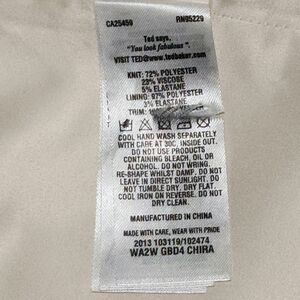 CA25459 RN95229
Ted says,
"You look fabulous".
VISIT TED@www.tedbaker.com
KNIT: 72% POLYESTER
23% VISCOSE
5% ELASTANE
LINING: 97% POLYESTER
3% ELASTANE
TRIM:
COOL HAND WASH SEPARATELY
WITH CARE AT 30C, INSIDE OUT.
DO NOT USE PRODUCTS
CONTAINING BLEACH, OIL OR
ALCOHOL. DO NOT WRING.
RE-SHAPE WHILST DAMP. DO NOT
LEAVE IN DIRECT SUNLIGHT. DO
NOT TUMBLE DRY. DRY FLAT.
COOL IRON ON REVERSE. DO NOT
DRY CLEAN.
MANUFACTURED IN CHINA
MADE WITH CARE, WEAR WITH PRIDE
2013 103119/102474
WA2W GBD4 CHIRA